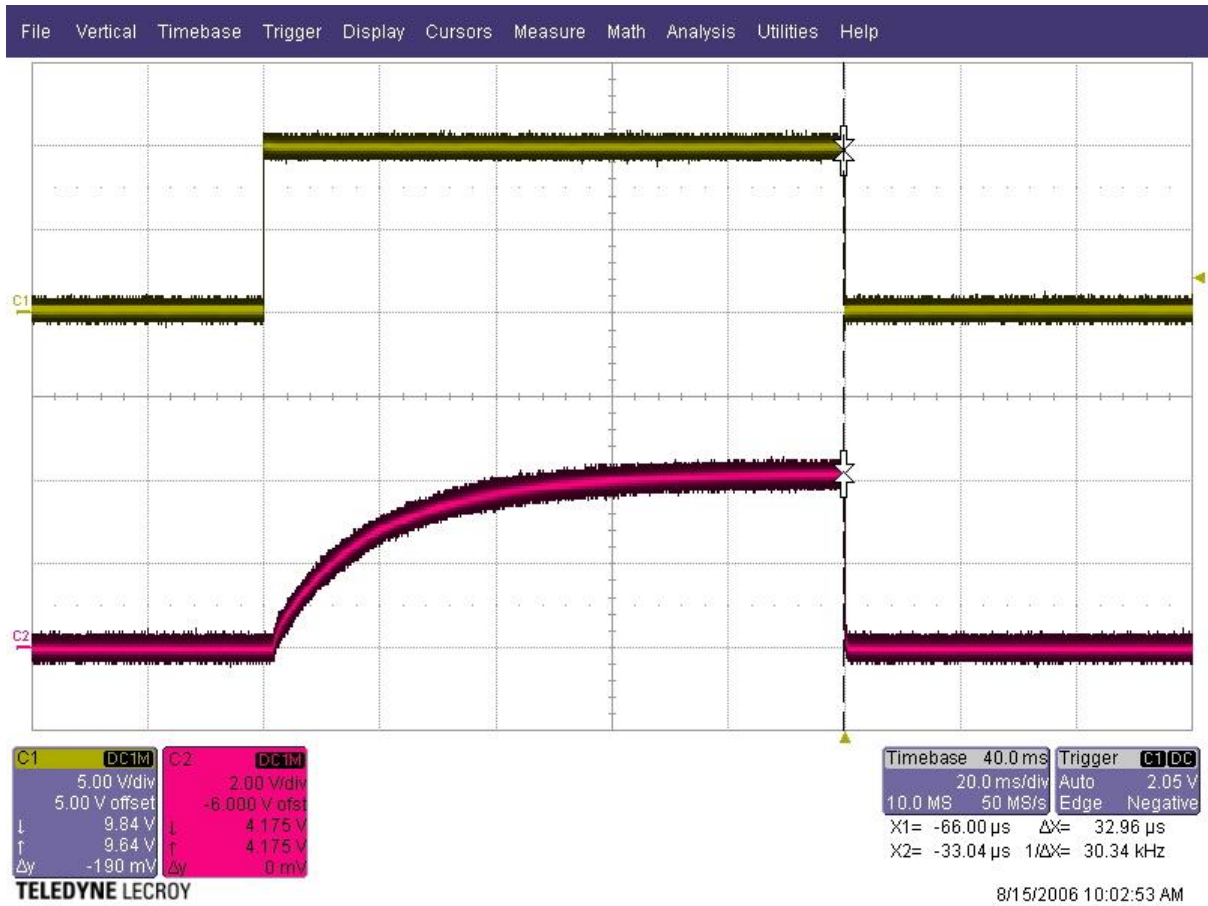 File Vertical Timebase Trigger Display Cursors Measure Math Analysis Utilities Help
C1
C2
C1 DC1M
5.00 V/div
5.00 V offset
↓ 9.84 V
↑ 9.64 V
Δy -190 mV
C2 DC1M
2.00 V/div
-6.000 V ofst
↓ 4.175 V
↑ 4.175 V
Δy 0 mV
Timebase 40.0 ms
20.0 ms/div
10.0 MS 50 MS/s
Trigger C1 DC
Auto 2.05 V
Edge Negative
X1= -66.00 µs ΔX= 32.96 µs
X2= -33.04 µs 1/ΔX= 30.34 kHz
TELEDYNE LECROY
8/15/2006 10:02:53 AM